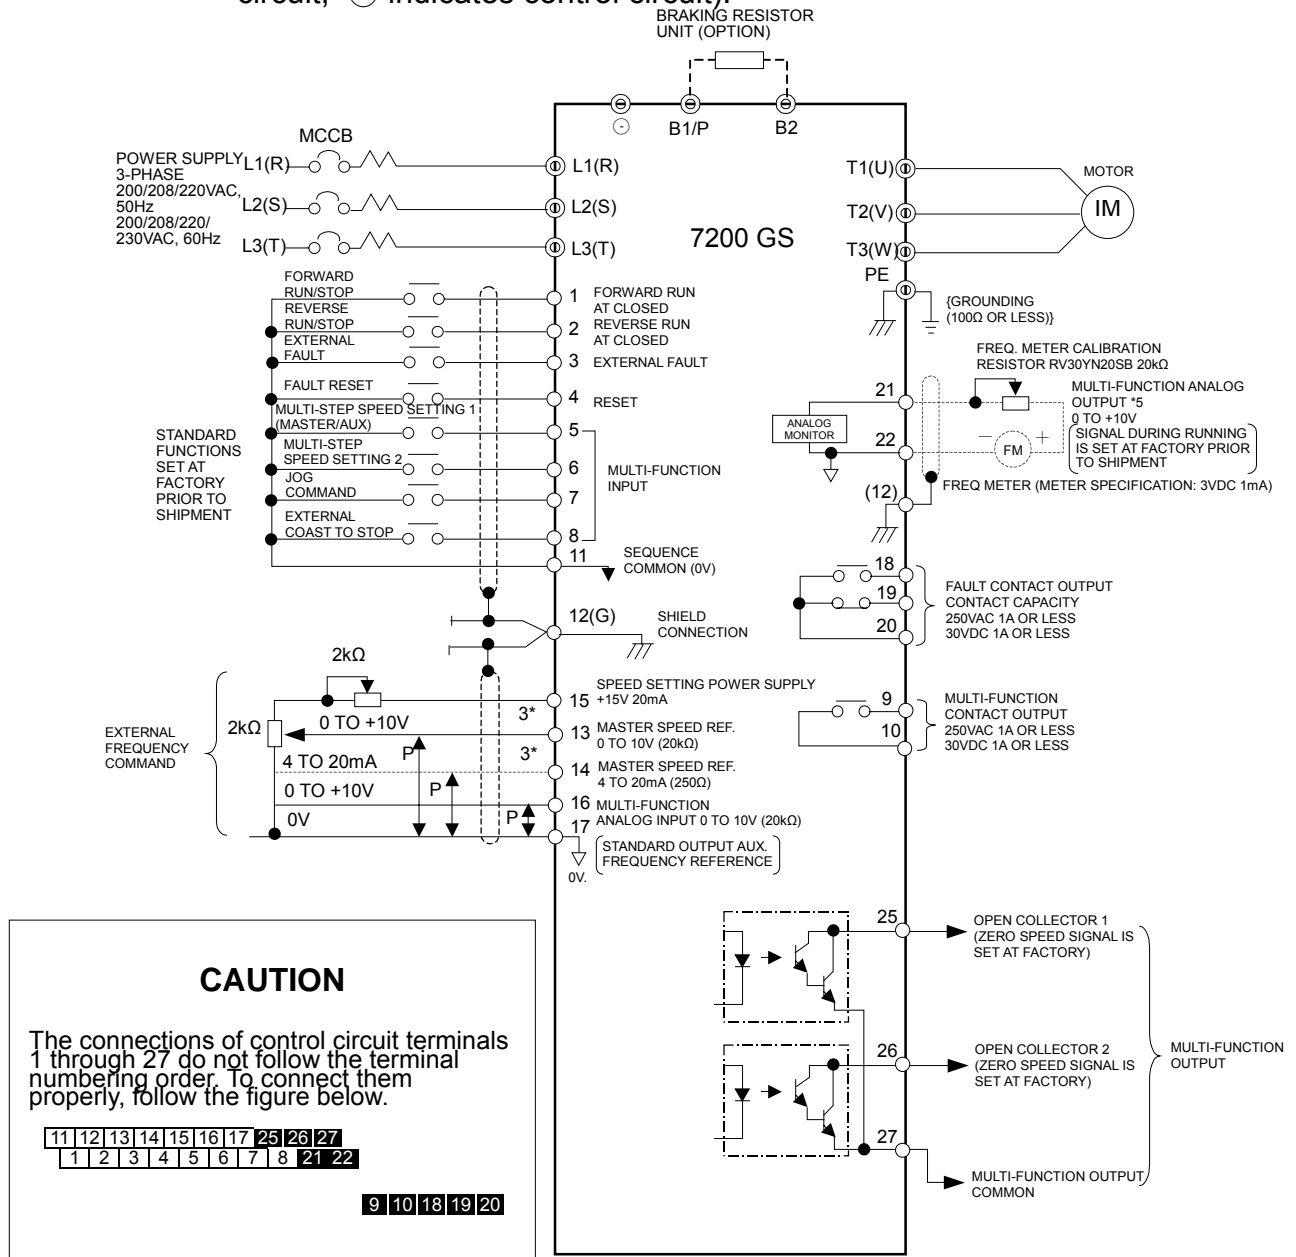 circuit, ⊖ indicates control circuit).
BRAKING RESISTOR
UNIT (OPTION)
B1/P
B2
MCCB
POWER SUPPLY
3-PHASE
200/208/220VAC,
50Hz
200/208/220/
230VAC, 60Hz
L1(R)
L2(S)
L3(T)
L1(R)
L2(S)
L3(T)
7200 GS
T1(U)
T2(V)
T3(W)
PE
MOTOR
IM
{GROUNDING
(100Ω OR LESS)}
FORWARD
RUN/STOP
REVERSE
RUN/STOP
EXTERNAL
FAULT
FAULT RESET
MULTI-STEP SPEED SETTING 1
(MASTER/AUX)
MULTI-STEP
SPEED SETTING 2
JOG
COMMAND
EXTERNAL
COAST TO STOP
STANDARD
FUNCTIONS
SET AT
FACTORY
PRIOR TO
SHIPMENT
1 FORWARD RUN
AT CLOSED
2 REVERSE RUN
AT CLOSED
3 EXTERNAL FAULT
4 RESET
5
6
7
8
MULTI-FUNCTION
INPUT
11 SEQUENCE
COMMON (0V)
12(G) SHIELD
CONNECTION
FREQ. METER CALIBRATION
RESISTOR RV30YN20SB 20kΩ
MULTI-FUNCTION ANALOG
OUTPUT *5
0 TO +10V
SIGNAL DURING RUNNING
IS SET AT FACTORY PRIOR
TO SHIPMENT
21
22
ANALOG
MONITOR
− FM +
(12)
FREQ METER (METER SPECIFICATION: 3VDC 1mA)
18
19
20
FAULT CONTACT OUTPUT
CONTACT CAPACITY
250VAC 1A OR LESS
30VDC 1A OR LESS
9
10
MULTI-FUNCTION
CONTACT OUTPUT
250VAC 1A OR LESS
30VDC 1A OR LESS
EXTERNAL
FREQUENCY
COMMAND
2kΩ
2kΩ
0 TO +10V
4 TO 20mA
0 TO +10V
0V
3*
3*
P
P
P
15 SPEED SETTING POWER SUPPLY
+15V 20mA
13 MASTER SPEED REF.
0 TO 10V (20kΩ)
14 MASTER SPEED REF.
4 TO 20mA (250Ω)
16 MULTI-FUNCTION
ANALOG INPUT 0 TO 10V (20kΩ)
17
STANDARD OUTPUT AUX.
FREQUENCY REFERENCE
0V.
25
OPEN COLLECTOR 1
(ZERO SPEED SIGNAL IS
SET AT FACTORY)
26
OPEN COLLECTOR 2
(ZERO SPEED SIGNAL IS
SET AT FACTORY)
27
MULTI-FUNCTION OUTPUT
COMMON
MULTI-FUNCTION
OUTPUT
CAUTION
The connections of control circuit terminals
1 through 27 do not follow the terminal
numbering order. To connect them
properly, follow the figure below.
11 12 13 14 15 16 17 25 26 27
1 2 3 4 5 6 7 8 21 22
9 10 18 19 20